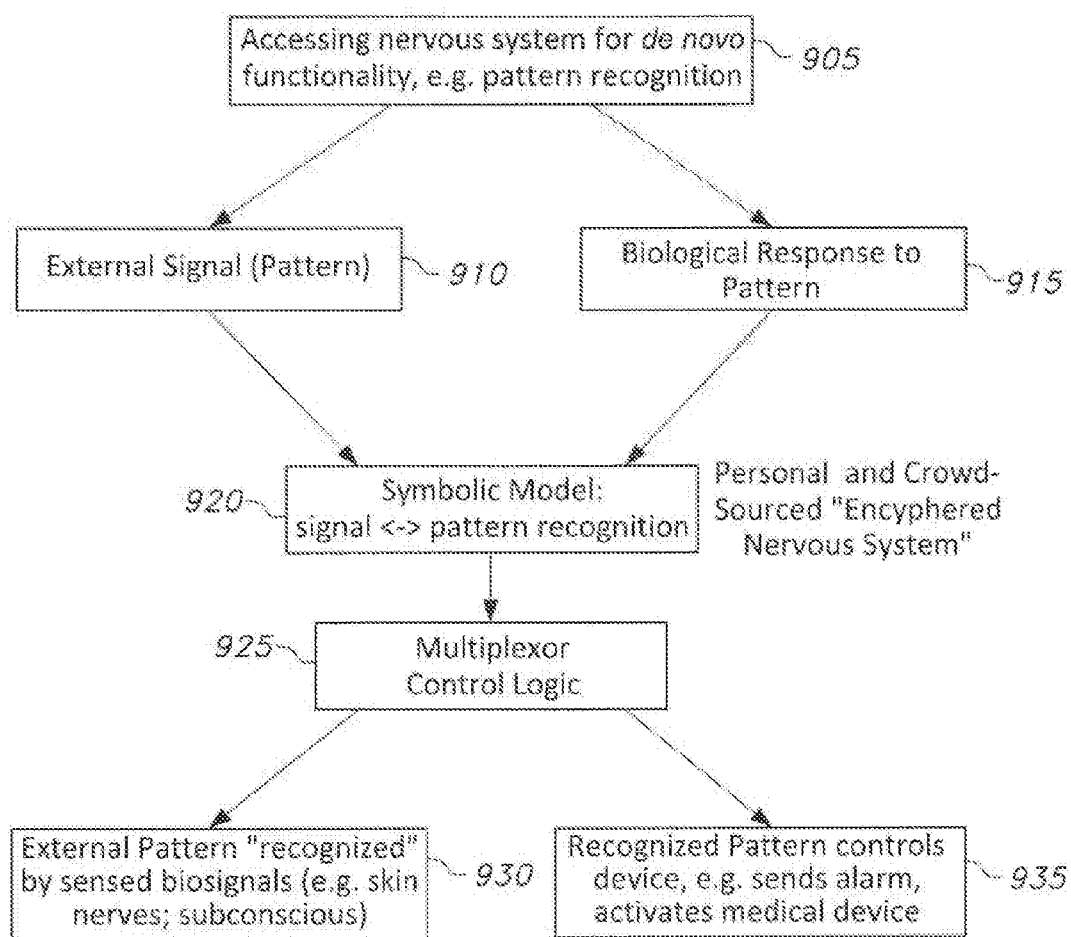 Accessing nervous system for de novo
functionality, e.g. pattern recognition
905
External Signal (Pattern)
910
Biological Response to
Pattern
915
920
Symbolic Model:
signal <-> pattern recognition
Personal and Crowd-
Sourced "Encyphered
Nervous System"
925
Multiplexor
Control Logic
External Pattern "recognized"
by sensed biosignals (e.g. skin
nerves; subconscious)
930
Recognized Pattern controls
device, e.g. sends alarm,
activates medical device
935